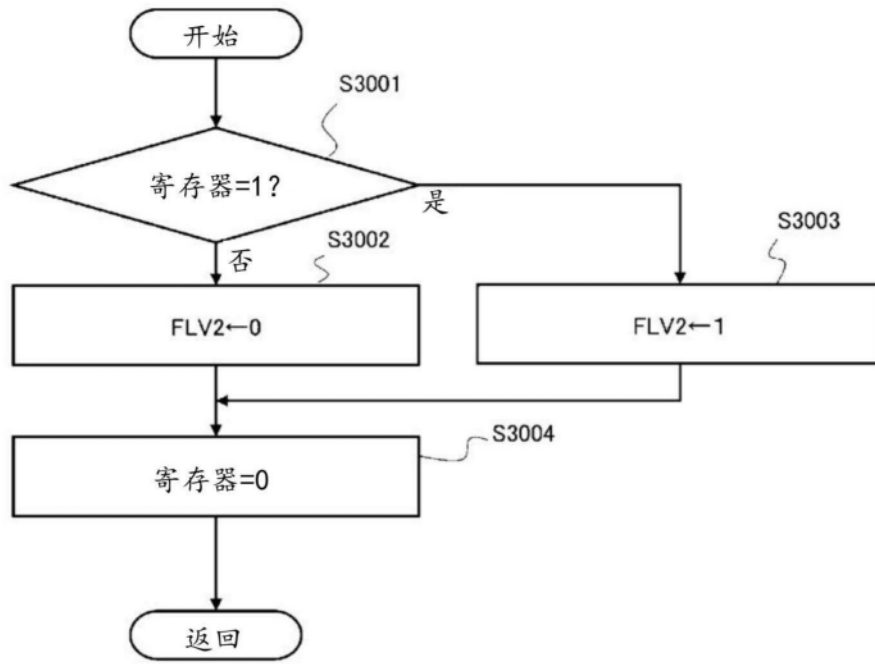 开始
S3001
寄存器=1?
是
否
S3002
S3003
FLV2←0
FLV2←1
S3004
寄存器=0
返回